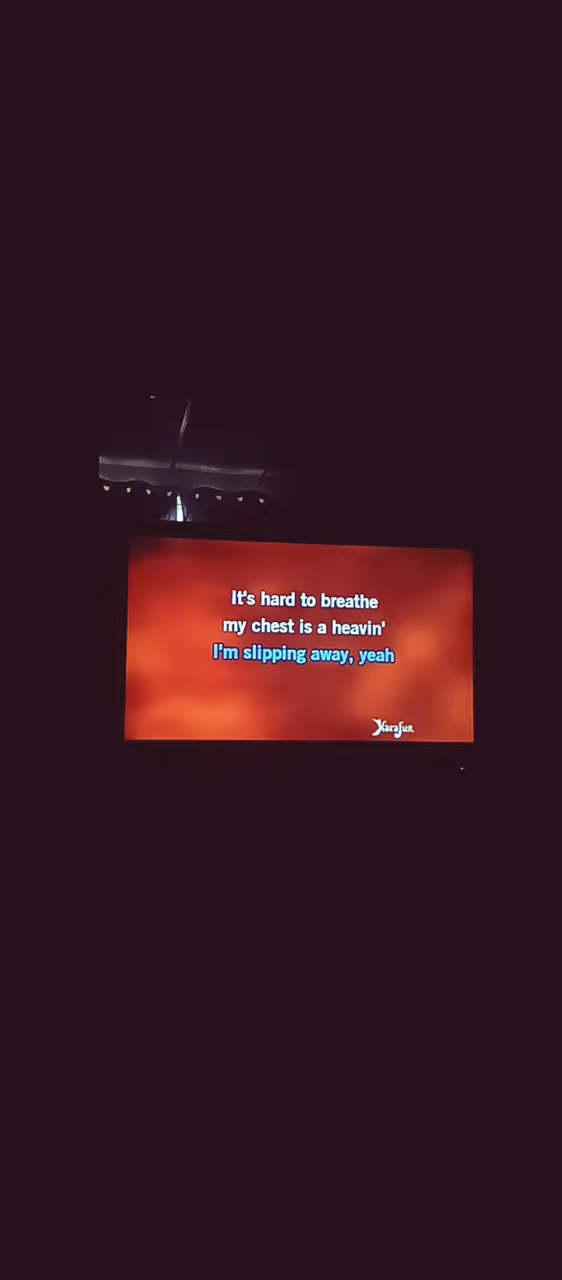 It's hard to breathe
my chest is a heavin'
I'm slipping away, yeah
KaraFun